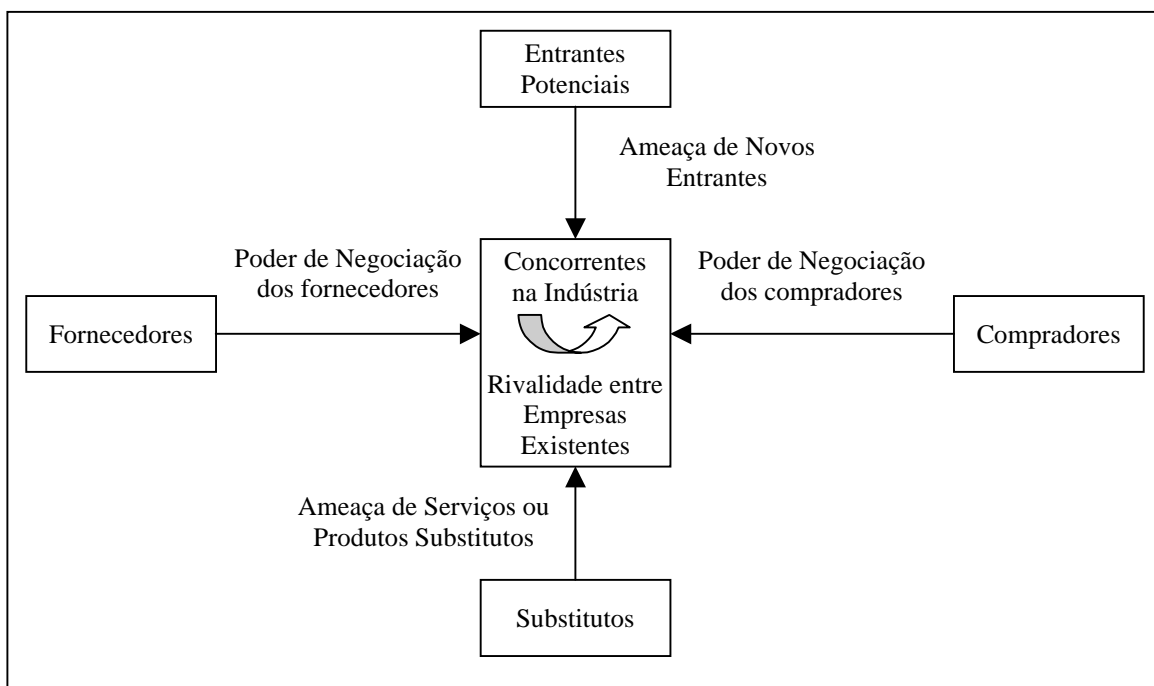 Entrantes
Potenciais
Ameaça de Novos
Entrantes
Poder de Negociação
dos fornecedores
Concorrentes
na Indústria
Poder de Negociação
dos compradores
Fornecedores
Compradores
Rivalidade entre
Empresas
Existentes
Ameaça de Serviços ou
Produtos Substitutos
Substitutos